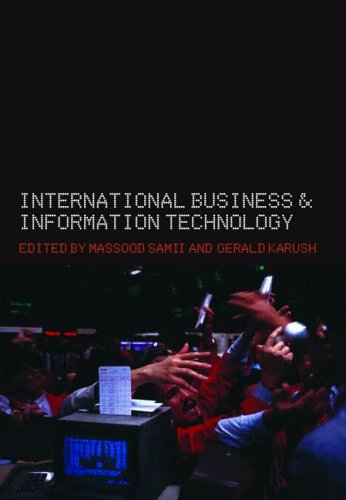 INTERNATIONAL BUSINESS &
INFORMATION TECHNOLOGY
EDITED BY MASSOOD SAMII AND GERALD KARUSH